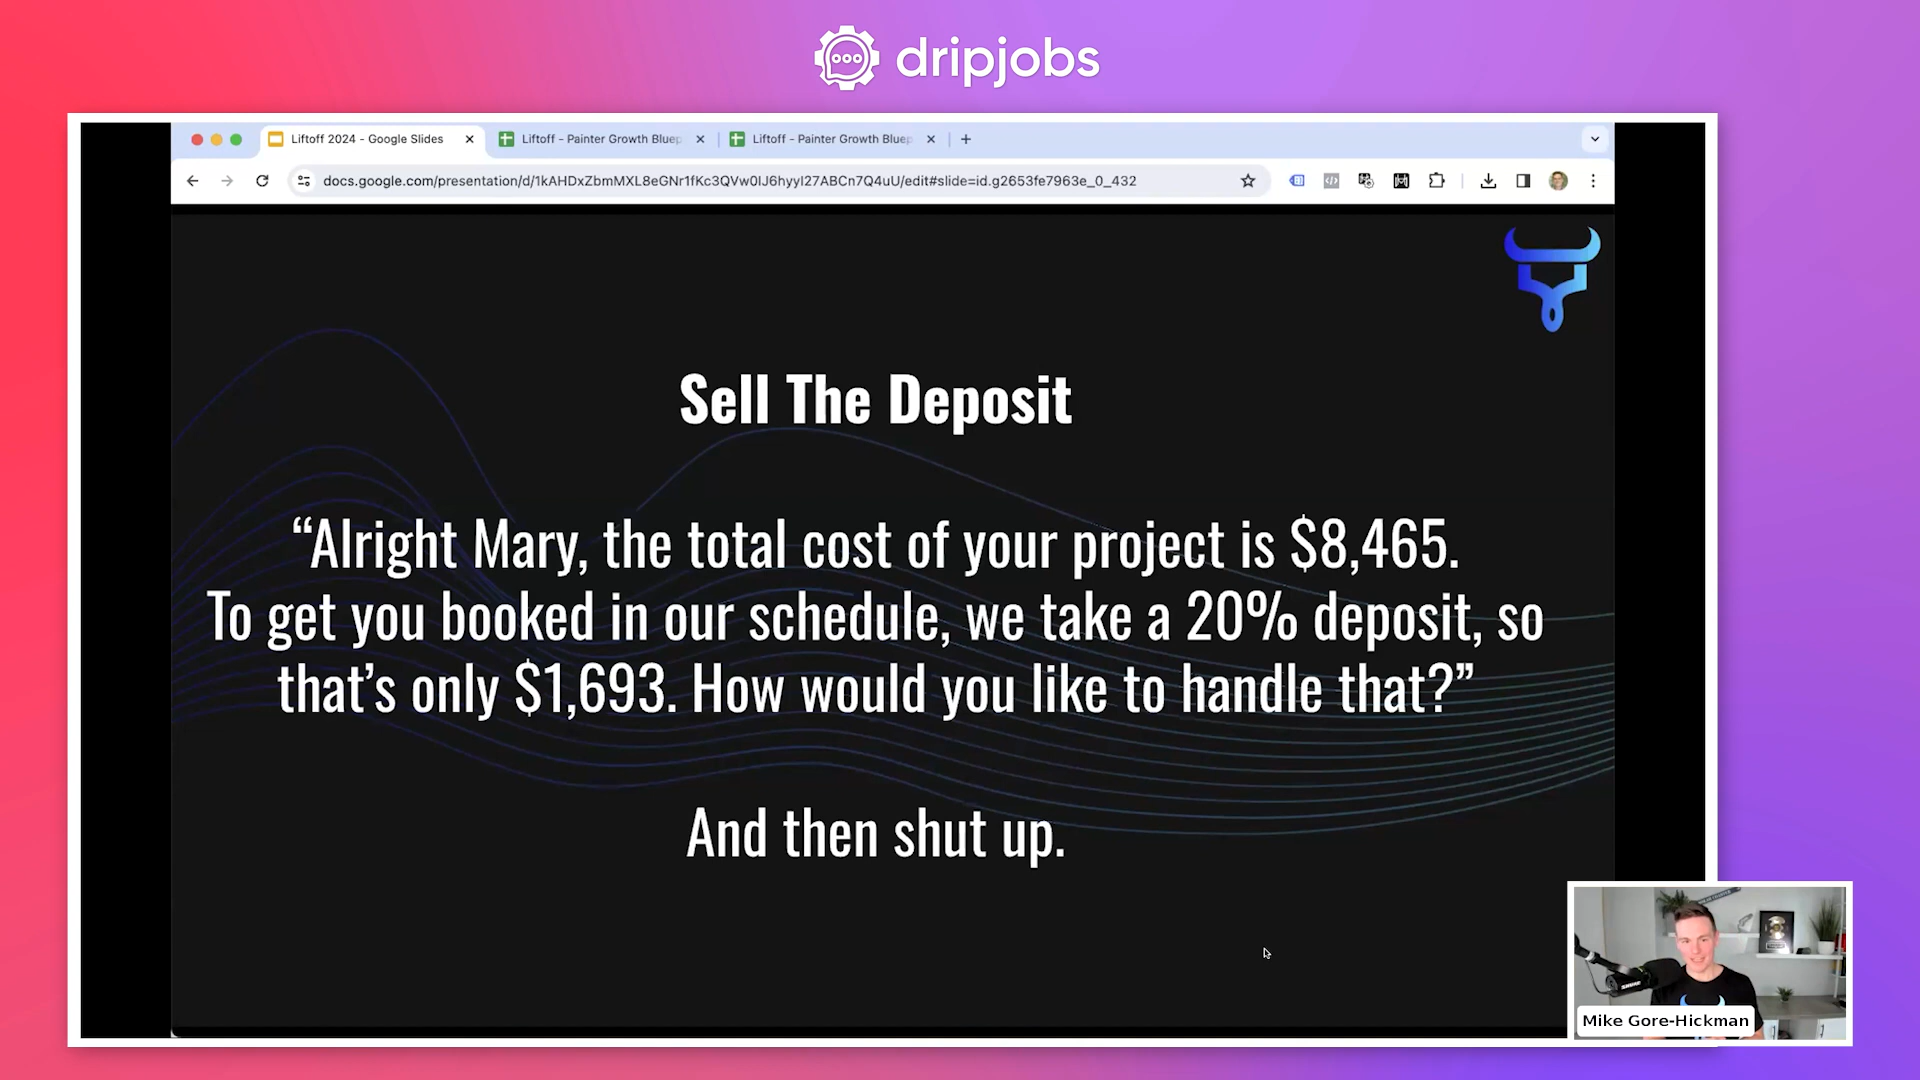 dripjobs
Liftoff 2024 - Google Slides
Liftoff - Painter Growth Bluep
Liftoff - Painter Growth Bluep
docs.google.com/presentation/d/1kAHDxZbmMXL8eGNr1fKc3QVw0IJ6hyyI27ABCn7Q4uU/edit#slide=id.g2653fe7963e_0_432
Sell The Deposit
“Alright Mary, the total cost of your project is $8,465.
To get you booked in our schedule, we take a 20% deposit, so
that’s only $1,693. How would you like to handle that?”
And then shut up.
SHURE
Mike Gore-Hickman